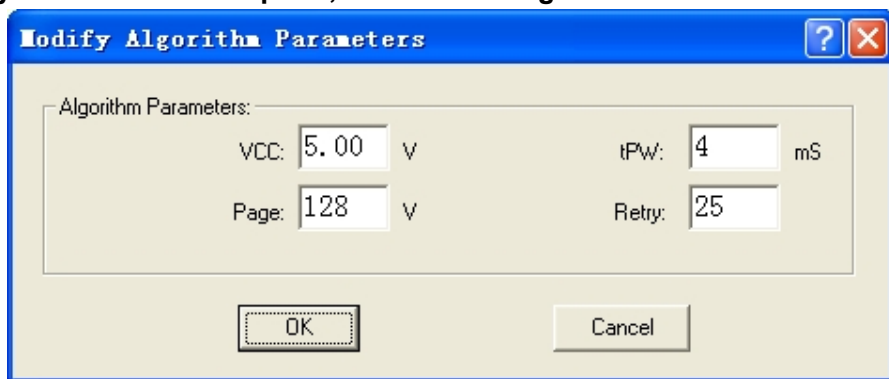 Modify Algorithm Parameters
Algorithm Parameters:
VCC: 5.00 V tPW: 4 mS
Page: 128 V Retry: 25
OK Cancel